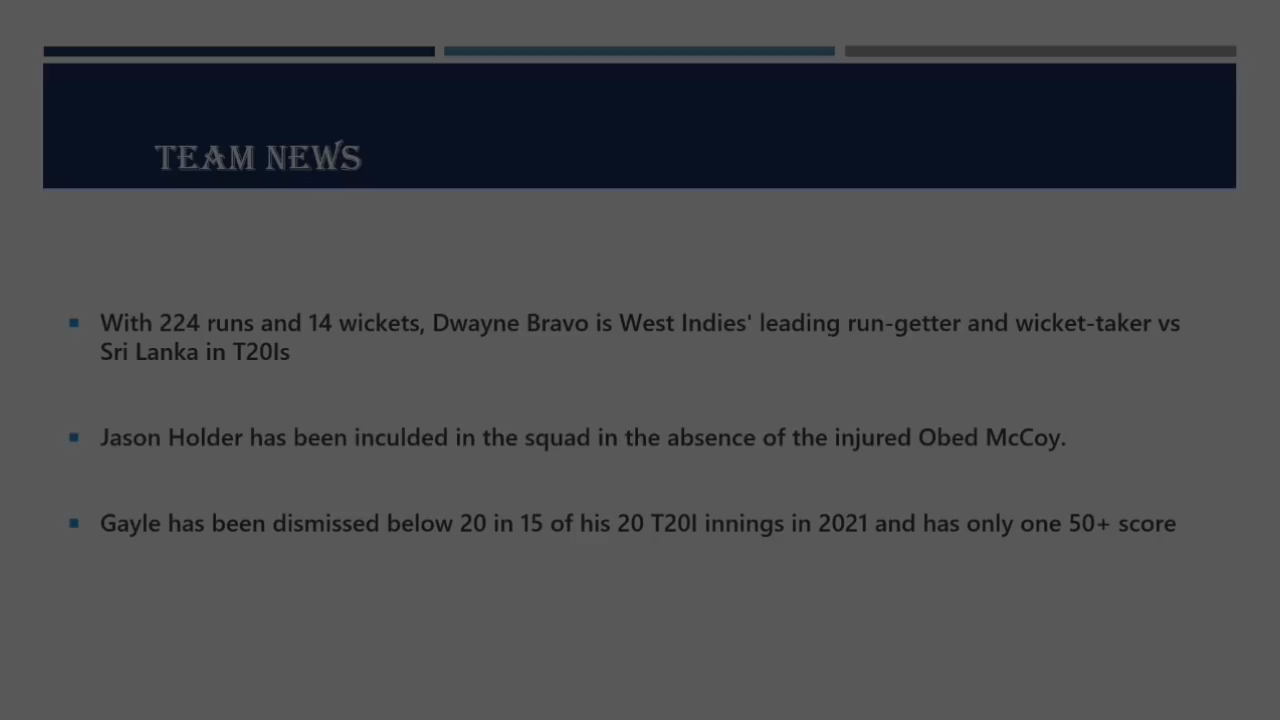 TEAM NEWS
With 224 runs and 14 wickets, Dwayne Bravo is West Indies' leading run-getter and wicket-taker vs
Sri Lanka in T20Is
Jason Holder has been inculded in the squad in the absence of the injured Obed McCoy.
Gayle has been dismissed below 20 in 15 of his 20 T20I innings in 2021 and has only one 50+ score